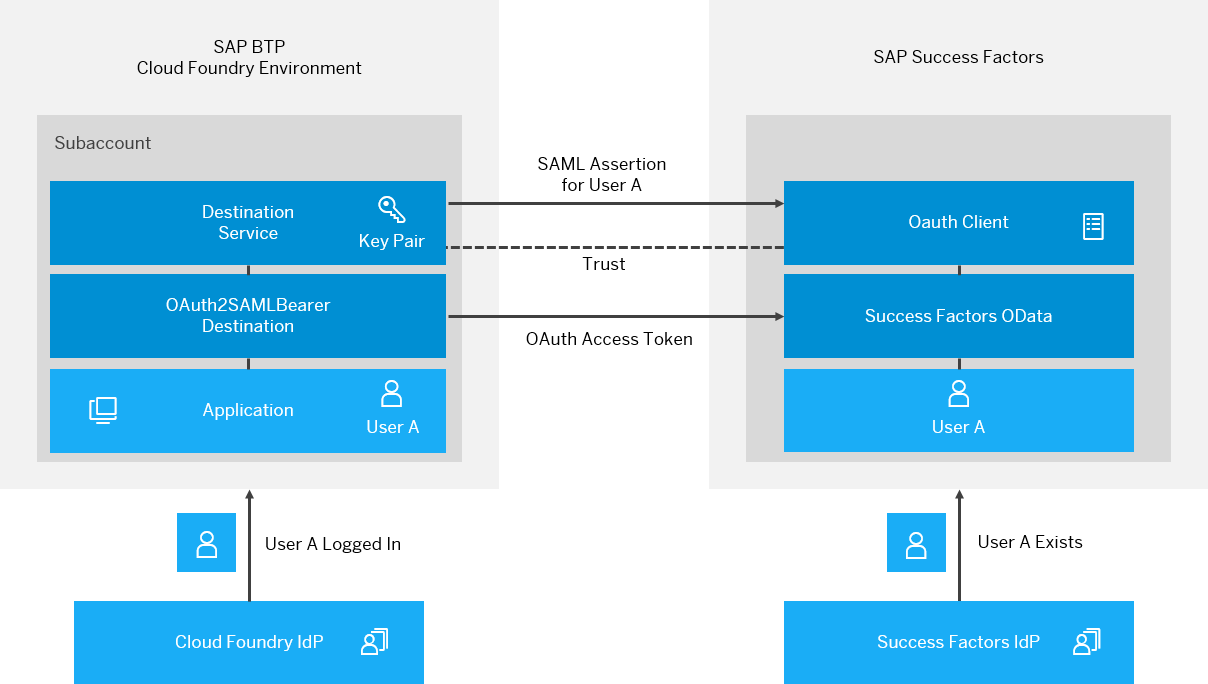 SAP BTP
Cloud Foundry Environment
SAP Success Factors
Subaccount
SAML Assertion
for User A
Destination
Service
Key Pair
Oauth Client
Trust
OAuth2SAMLBearer
Destination
Success Factors OData
OAuth Access Token
Application
User A
User A
User A Logged In
User A Exists
Cloud Foundry IdP
Success Factors IdP